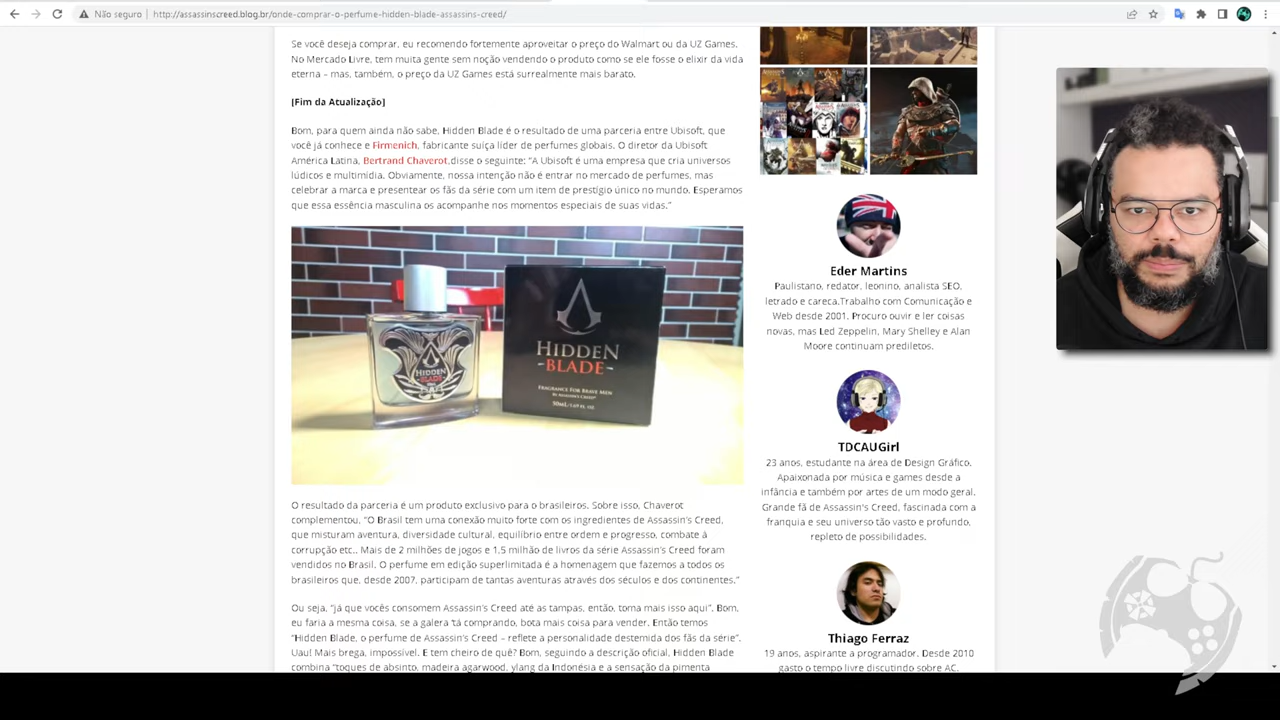 Não seguro
http://assassinscreed.blog.br/onde-comprar-o-perfume-hidden-blade-assassins-creed/
Se você deseja comprar, eu recomendo fortemente aproveitar o preço do Walmart ou da UZ Games.
No Mercado Livre, tem muita gente sem noção vendendo o produto como se ele fosse o elixir da vida
eterna – mas, também, o preço da UZ Games está surrealmente mais barato.
[Fim da Atualização]
Bom, para quem ainda não sabe, Hidden Blade é o resultado de uma parceria entre Ubisoft, que
você já conhece e Firmenich, fabricante suiça líder de perfumes globais. O diretor da Ubisoft
América Latina, Bertrand Chaverot,disse o seguinte: “A Ubisoft é uma empresa que cria universos
lúdicos e multimídia. Obviamente, nossa intenção não é entrar no mercado de perfumes, mas
celebrar a marca e presentear os fãs da série com um item de prestígio único no mundo. Esperamos
que essa essência masculina os acompanhe nos momentos especiais de suas vidas.”
HIDDEN
BLADE
HIDDEN
-BLADE-
FRAGRANCE FOR BRAVE MEN
BY ASSASSIN'S CREED
50mL/1.69 FL. OZ
O resultado da parceria é um produto exclusivo para o brasileiros. Sobre isso, Chaverot
complementou, “O Brasil tem uma conexão muito forte com os ingredientes de Assassin’s Creed,
que misturam aventura, diversidade cultural, equilíbrio entre ordem e progresso, combate à
corrupção etc.. Mais de 2 milhões de jogos e 1.5 milhão de livros da série Assassin’s Creed foram
vendidos no Brasil. O perfume em edição superlimitada é a homenagem que fazemos a todos os
brasileiros que, desde 2007, participam de tantas aventuras através dos séculos e dos continentes.”
Ou seja, “já que vocês consomem Assassin’s Creed até as tampas, então, toma mais isso aqui”. Bom,
eu faria a mesma coisa, se a galera ‘tá comprando, bota mais coisa para vender. Então temos
“Hidden Blade, o perfume de Assassin’s Creed – reflete a personalidade destemida dos fãs da série”.
Uau! Mais brega, impossível. E tem cheiro de quê? Bom, seguindo a descrição oficial, Hidden Blade
combina “toques de absinto, madeira agarwood, ylang da Indonésia e a sensação da pimenta
Eder Martins
Paulistano, redator, leonino, analista SEO,
letrado e careca.Trabalho com Comunicação e
Web desde 2001. Procuro ouvir e ler coisas
novas, mas Led Zeppelin, Mary Shelley e Alan
Moore continuam prediletos.
TDCAUGirl
23 anos, estudante na área de Design Gráfico.
Apaixonada por música e games desde a
infância e também por artes de um modo geral.
Grande fã de Assassin's Creed, fascinada com a
franquia e seu universo tão vasto e profundo,
repleto de possibilidades.
Thiago Ferraz
19 anos, aspirante a programador. Desde 2010
gasto o tempo livre discutindo sobre AC.